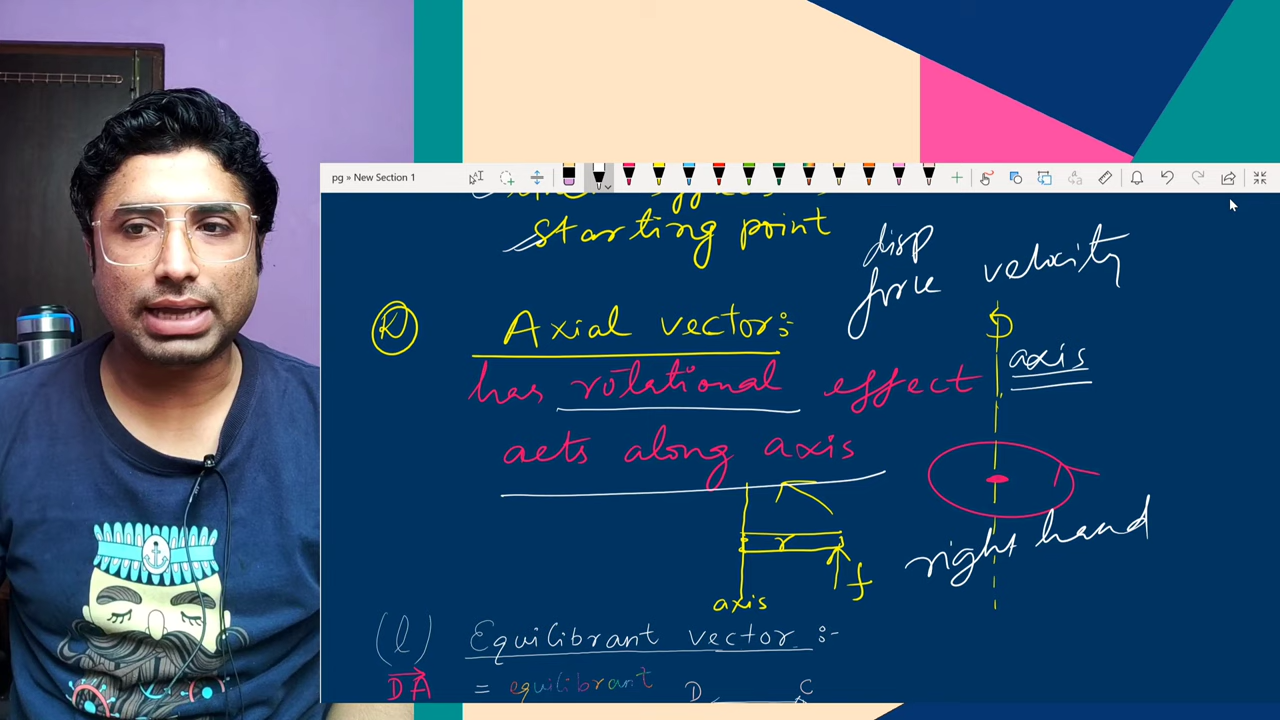 pg » New Section 1
starting point
disp
force velocity
(k) Axial vector:-
axis
has rotational effect
acts along axis
r
f
axis
right hand
(l) Equilibrant vector :-
DA = equilibrant D C